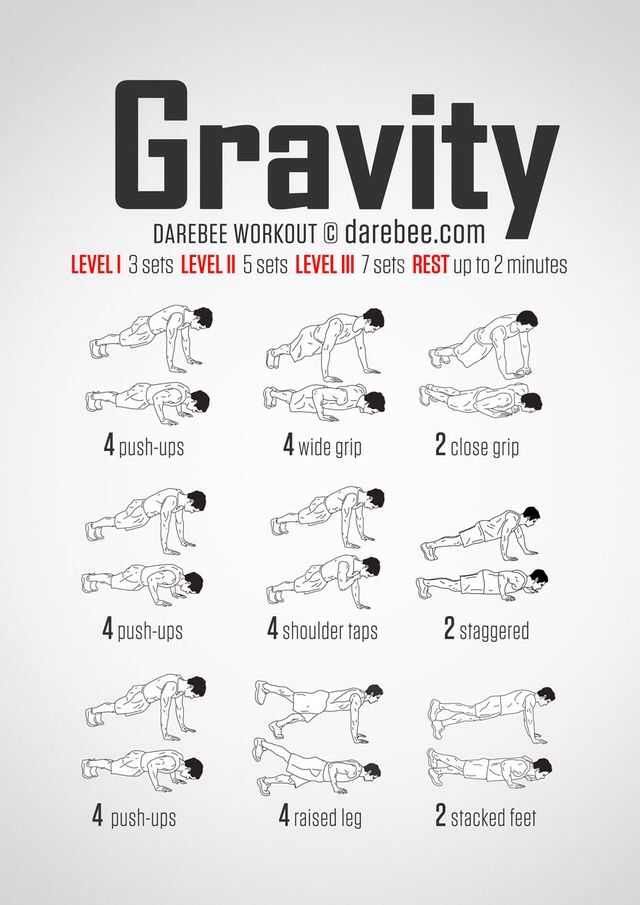 Gravity
DAREBEE WORKOUT © darebee.com
LEVEL I 3 sets LEVEL II 5 sets LEVEL III 7 sets REST up to 2 minutes
4 push-ups
4 wide grip
2 close grip
4 push-ups
4 shoulder taps
2 staggered
4 push-ups
4 raised leg
2 stacked feet